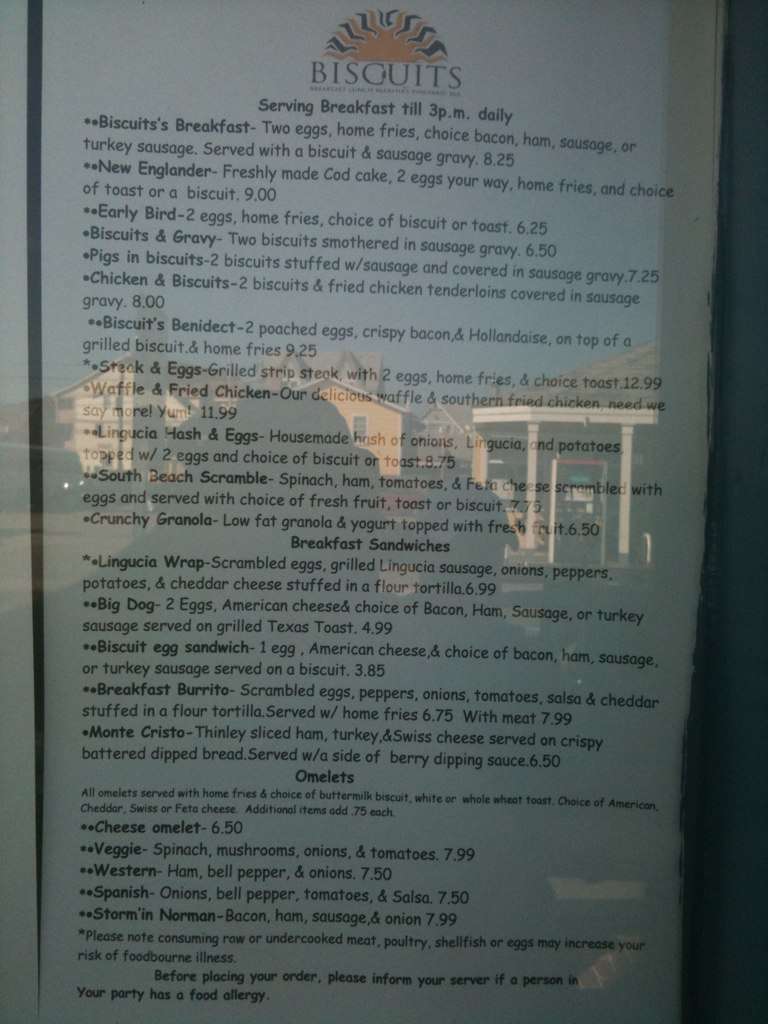 BISCUITS
Serving Breakfast till 3p.m. daily
••Biscuits's Breakfast- Two eggs, home fries, choice bacon, ham, sausage, or
turkey sausage. Served with a biscuit & sausage gravy. 8.25
••New Englander- Freshly made Cod cake, 2 eggs your way, home fries, and choice
of toast or a biscuit. 9.00
••Early Bird-2 eggs, home fries, choice of biscuit or toast. 6.25
•Biscuits & Gravy- Two biscuits smothered in sausage gravy. 6.50
•Pigs in biscuits-2 biscuits stuffed w/sausage and covered in sausage gravy.7.25
•Chicken & Biscuits-2 biscuits & fried chicken tenderloins covered in sausage
gravy. 8.00
••Biscuit's Benidect-2 poached eggs, crispy bacon,& Hollandaise, on top of a
grilled biscuit.& home fries 9.25
*•Steak & Eggs-Grilled strip steak, with 2 eggs, home fries, & choice toast.12.99
•Waffle & Fried Chicken-Our delicious waffle & southern fried chicken, need we
say more! Yum! 11.99
••Lingucia Hash & Eggs- Housemade hash of onions, Lingucia, and potatoes
topped w/ 2 eggs and choice of biscuit or toast.8.75
••South Beach Scramble- Spinach, ham, tomatoes, & Feta cheese scrambled with
eggs and served with choice of fresh fruit, toast or biscuit. 7.75
•Crunchy Granola- Low fat granola & yogurt topped with fresh fruit.6.50
Breakfast Sandwiches
*•Lingucia Wrap-Scrambled eggs, grilled Lingucia sausage, onions, peppers,
potatoes, & cheddar cheese stuffed in a flour tortilla.6.99
••Big Dog- 2 Eggs, American cheese& choice of Bacon, Ham, Sausage, or turkey
sausage served on grilled Texas Toast. 4.99
••Biscuit egg sandwich- 1 egg , American cheese,& choice of bacon, ham, sausage,
or turkey sausage served on a biscuit. 3.85
••Breakfast Burrito- Scrambled eggs, peppers, onions, tomatoes, salsa & cheddar
stuffed in a flour tortilla.Served w/ home fries 6.75 With meat 7.99
•Monte Cristo-Thinley sliced ham, turkey,&Swiss cheese served on crispy
battered dipped bread.Served w/a side of berry dipping sauce.6.50
Omelets
All omelets served with home fries & choice of buttermilk biscuit, white or whole wheat toast. Choice of American,
Cheddar, Swiss or Feta cheese. Additional items add .75 each.
••Cheese omelet- 6.50
••Veggie- Spinach, mushrooms, onions, & tomatoes. 7.99
••Western- Ham, bell pepper, & onions. 7.50
••Spanish- Onions, bell pepper, tomatoes, & Salsa. 7.50
••Storm'in Norman-Bacon, ham, sausage,& onion 7.99
*Please note consuming raw or undercooked meat, poultry, shellfish or eggs may increase your
risk of foodbourne illness.
Before placing your order, please inform your server if a person in
Your party has a food allergy.